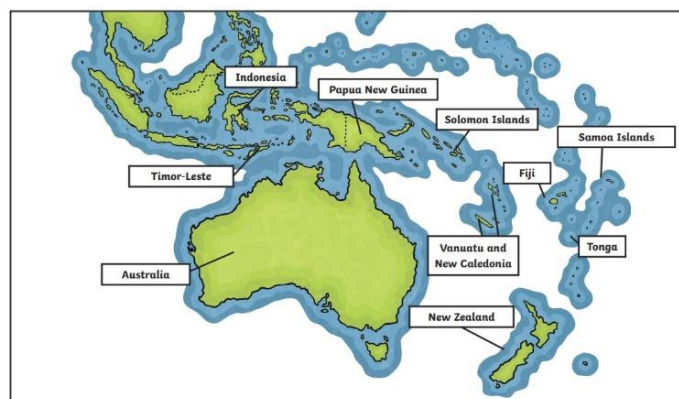 Indonesia
Papua New Guinea
Solomon Islands
Samoa Islands
Timor-Leste
Fiji
Vanuatu and
New Caledonia
Tonga
Australia
New Zealand